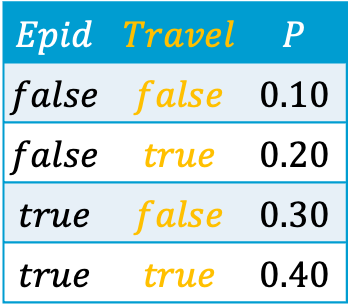 Epid Travel P
false false 0.10
false true 0.20
true false 0.30
true true 0.40